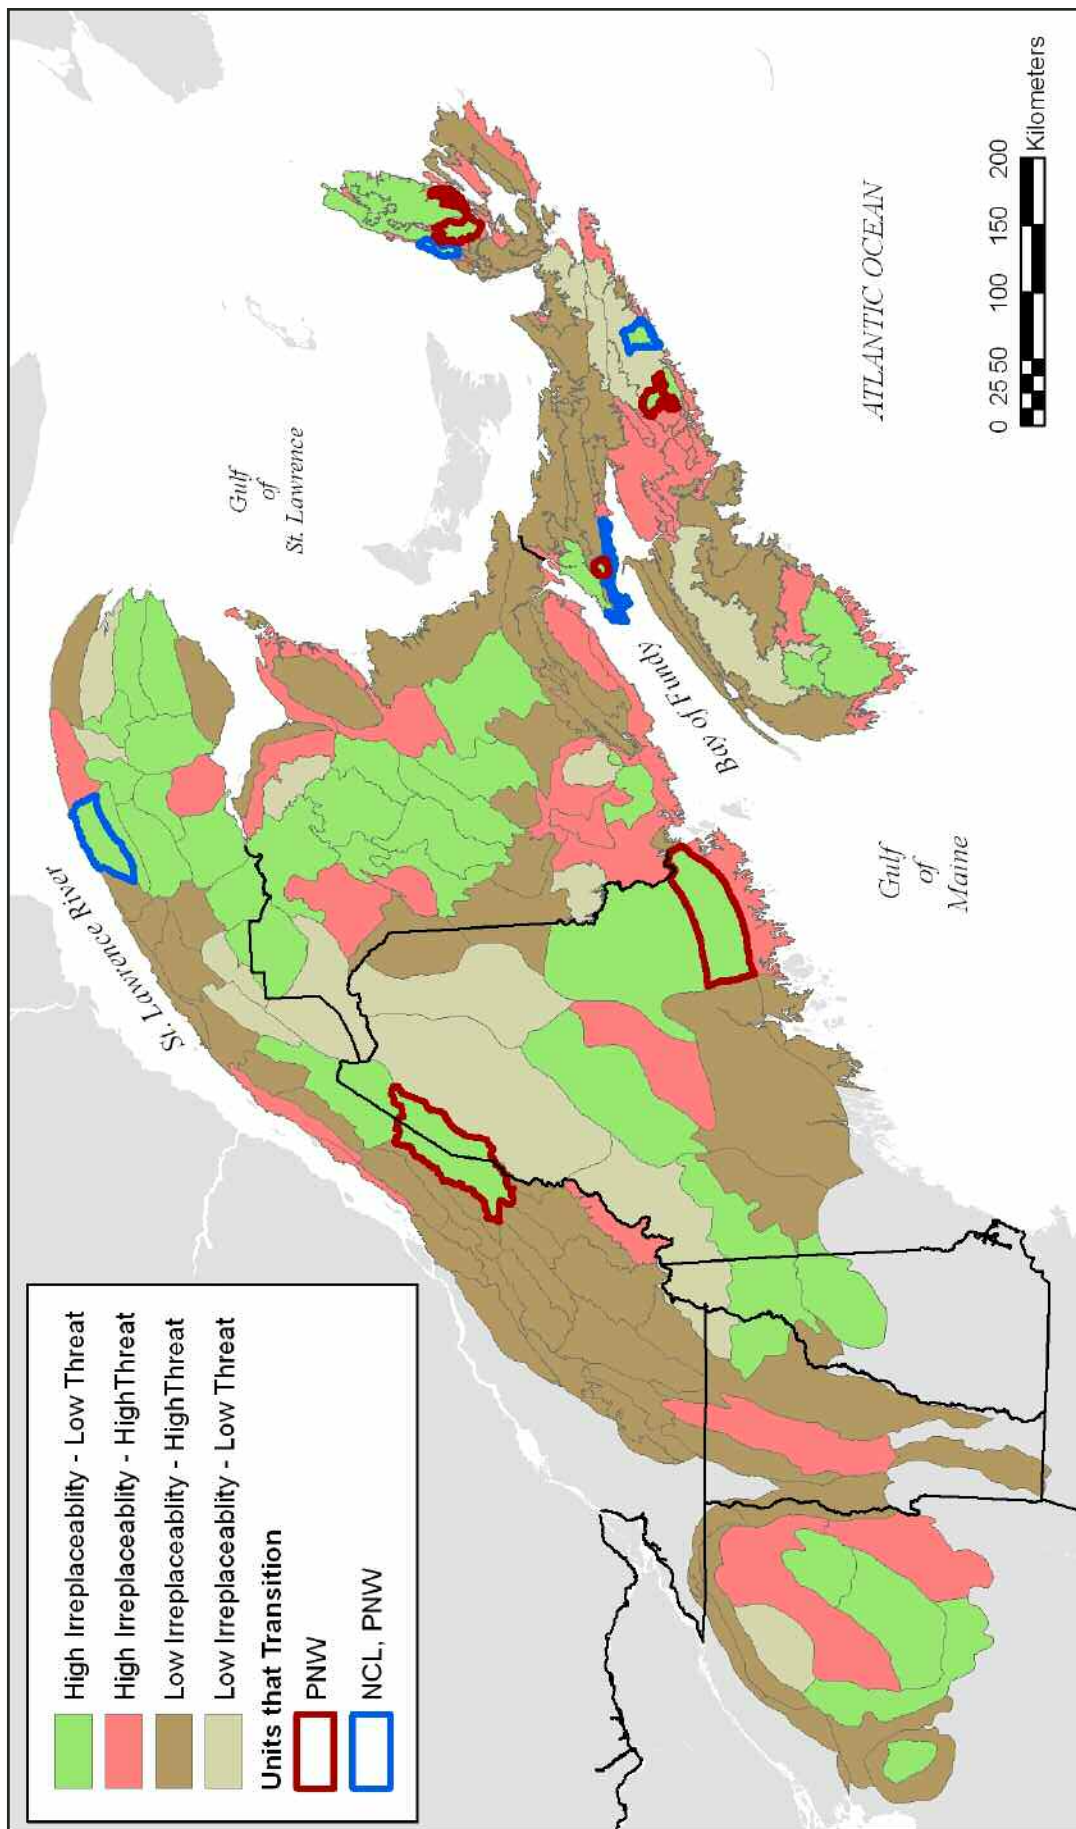 High Irreplaceablity - Low Threat
High Irreplaceablity - HighThreat
Low Irreplaceablity - HighThreat
Low Irreplaceablity - Low Threat
Units that Transition
PNW
NCL, PNW
St. Lawrence River
Gulf
of
St. Lawrence
Bay of Fundy
Gulf
of
Maine
ATLANTIC OCEAN
0 25 50 100 150 200
Kilometers